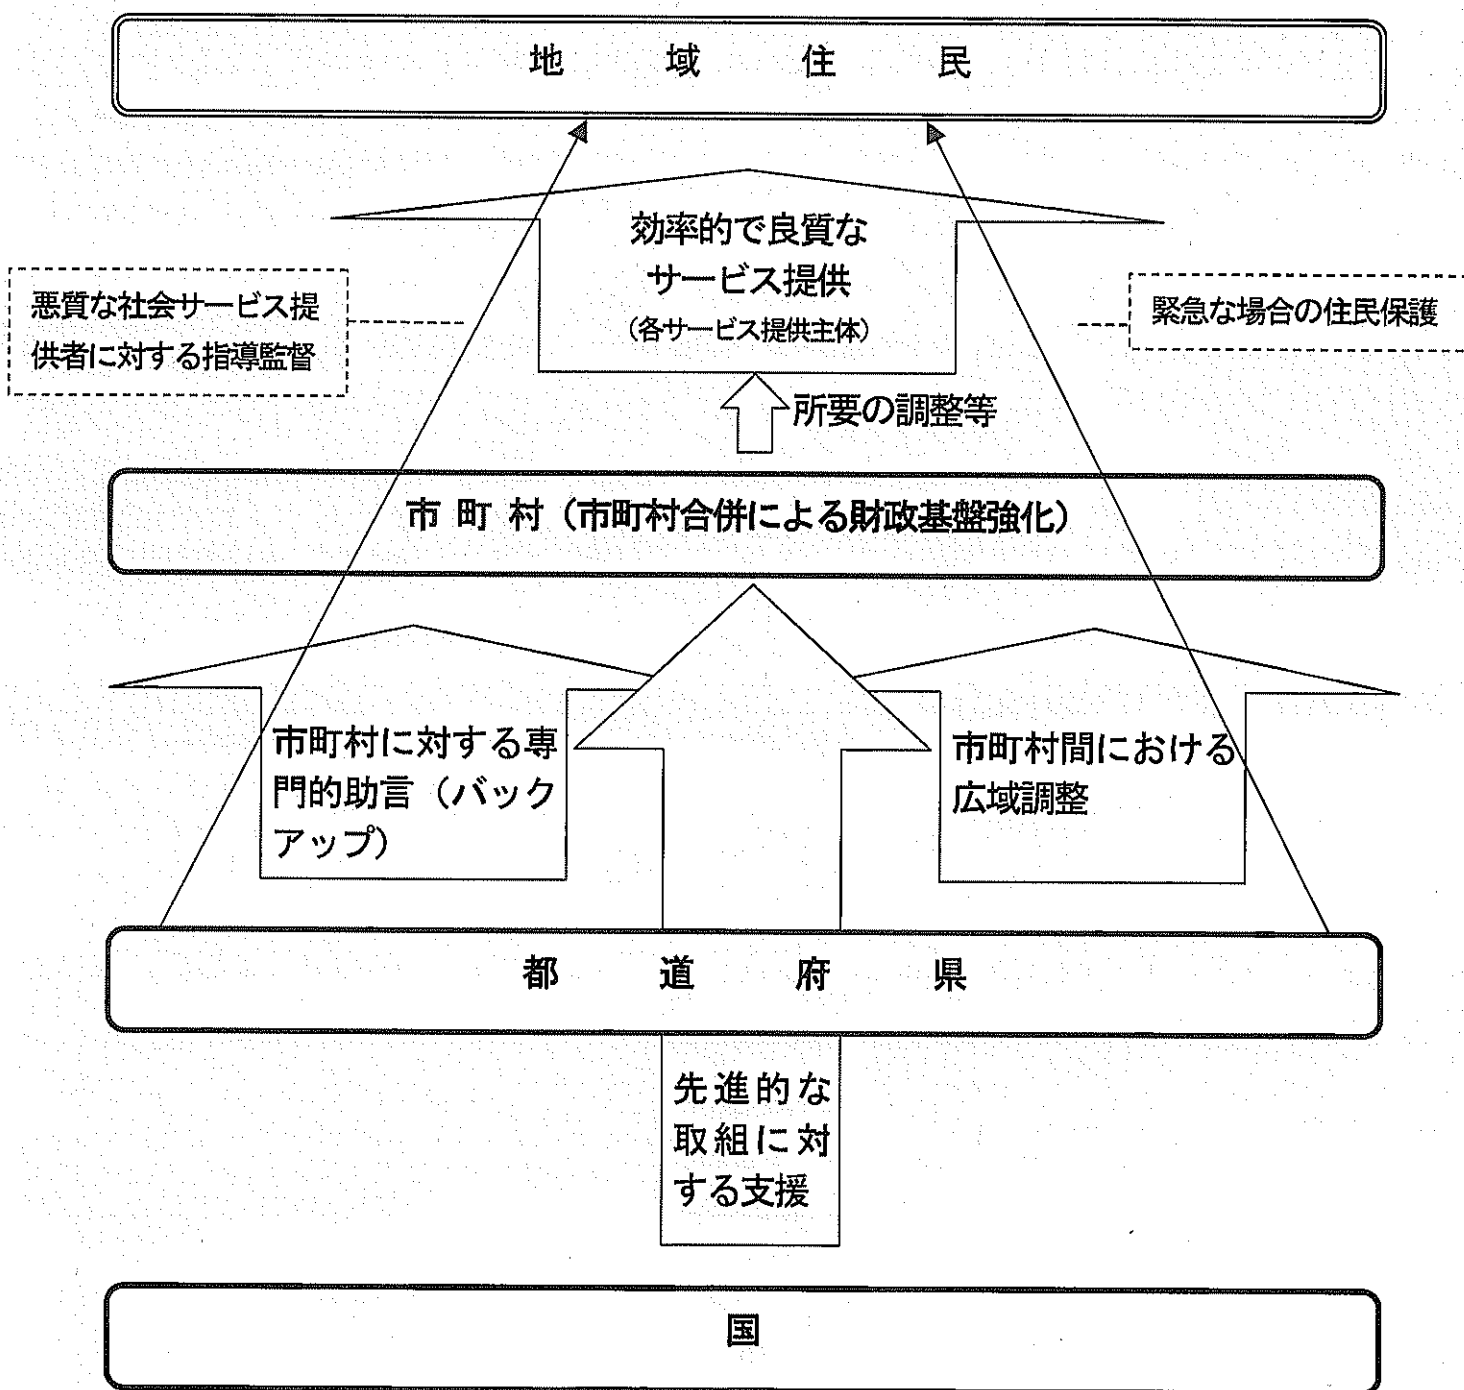 地域住民
効率的で良質な
サービス提供
（各サービス提供主体）
悪質な社会サービス提
供者に対する指導監督
緊急な場合の住民保護
所要の調整等
市町村（市町村合併による財政基盤強化）
市町村に対する専
門的助言（バック
アップ）
市町村間における
広域調整
都道府県
先進的な
取組に対
する支援
国